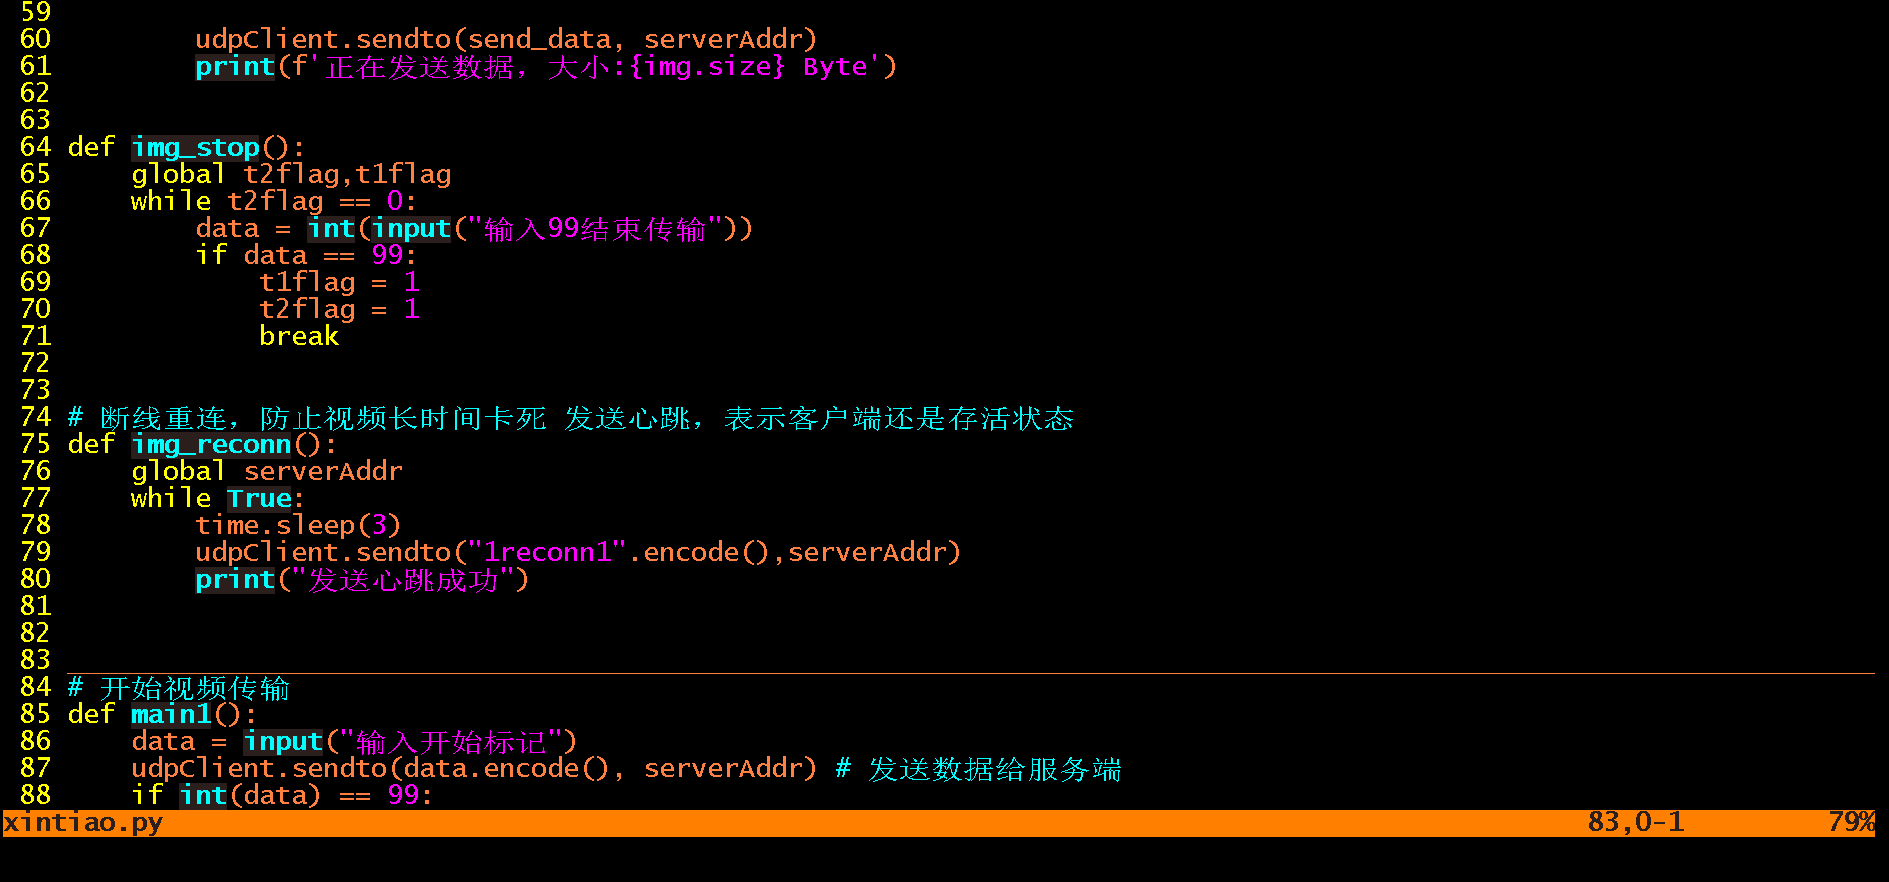 59
60         udpClient.sendto(send_data, serverAddr)
61         print(f'正在发送数据，大小:{img.size} Byte')
62
63
64 def img_stop():
65     global t2flag,t1flag
66     while t2flag == 0:
67         data = int(input("输入99结束传输"))
68         if data == 99:
69             t1flag = 1
70             t2flag = 1
71             break
72
73
74 # 断线重连，防止视频长时间卡死 发送心跳，表示客户端还是存活状态
75 def img_reconn():
76     global serverAddr
77     while True:
78         time.sleep(3)
79         udpClient.sendto("1reconn1".encode(),serverAddr)
80         print("发送心跳成功")
81
82
83
84 # 开始视频传输
85 def main1():
86     data = input("输入开始标记")
87     udpClient.sendto(data.encode(), serverAddr) # 发送数据给服务端
88     if int(data) == 99:
xintiao.py 83,0-1 79%